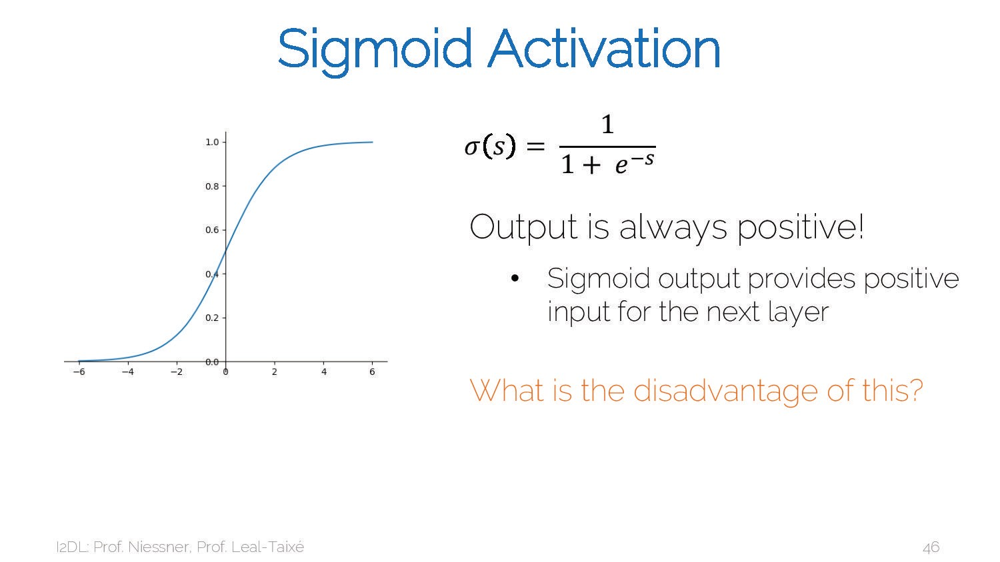 Sigmoid Activation
σ(s) = 1 / (1 + e^{−s})
1.0
0.8
0.6
0.4
0.2
0.0
−6 −4 −2 0 2 4 6
Output is always positive!
• Sigmoid output provides positive
input for the next layer
What is the disadvantage of this?
I2DL: Prof. Niessner, Prof. Leal-Taixé
46